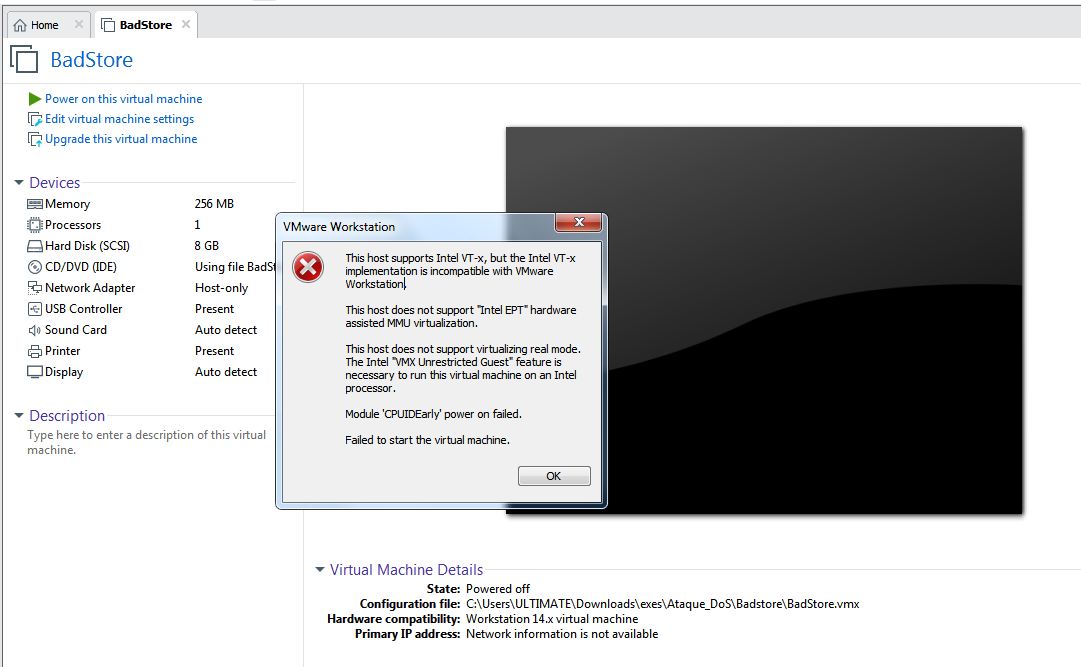 Home
BadStore
BadStore
Power on this virtual machine
Edit virtual machine settings
Upgrade this virtual machine
Devices
Memory 256 MB
Processors 1
Hard Disk (SCSI) 8 GB
CD/DVD (IDE) Using file BadSt
Network Adapter Host-only
USB Controller Present
Sound Card Auto detect
Printer Present
Display Auto detect
Description
Type here to enter a description of this virtual
machine.
VMware Workstation
This host supports Intel VT-x, but the Intel VT-x
implementation is incompatible with VMware
Workstation.
This host does not support "Intel EPT" hardware
assisted MMU virtualization.
This host does not support virtualizing real mode.
The Intel "VMX Unrestricted Guest" feature is
necessary to run this virtual machine on an Intel
processor.
Module 'CPUIDEarly' power on failed.
Failed to start the virtual machine.
OK
Virtual Machine Details
State: Powered off
Configuration file: C:\Users\ULTIMATE\Downloads\exes\Ataque_DoS\Badstore\BadStore.vmx
Hardware compatibility: Workstation 14.x virtual machine
Primary IP address: Network information is not available